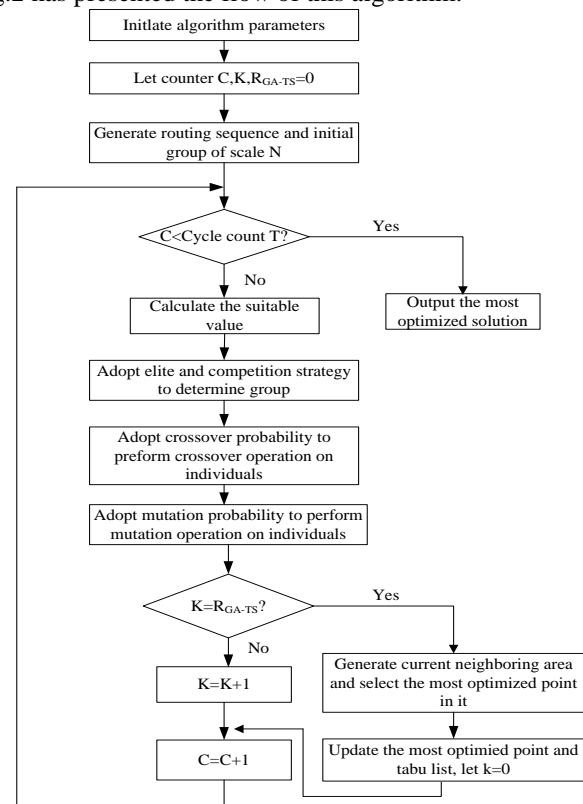 g.2 has presented the flow of this algorithm.
Initlate algorithm parameters
Let counter C,K,RGA-TS=0
Generate routing sequence and initial
group of scale N
C<Cycle count T?
Yes
No
Calculate the suitable
value
Output the most
optimized solution
Adopt elite and competition strategy
to determine group
Adopt crossover probability to
preform crossover operation on
individuals
Adopt mutation probability to perform
mutation operation on individuals
K=RGA-TS?
Yes
No
Generate current neighboring area
and select the most optimized point
in it
K=K+1
Update the most optimied point and
tabu list, let k=0
C=C+1